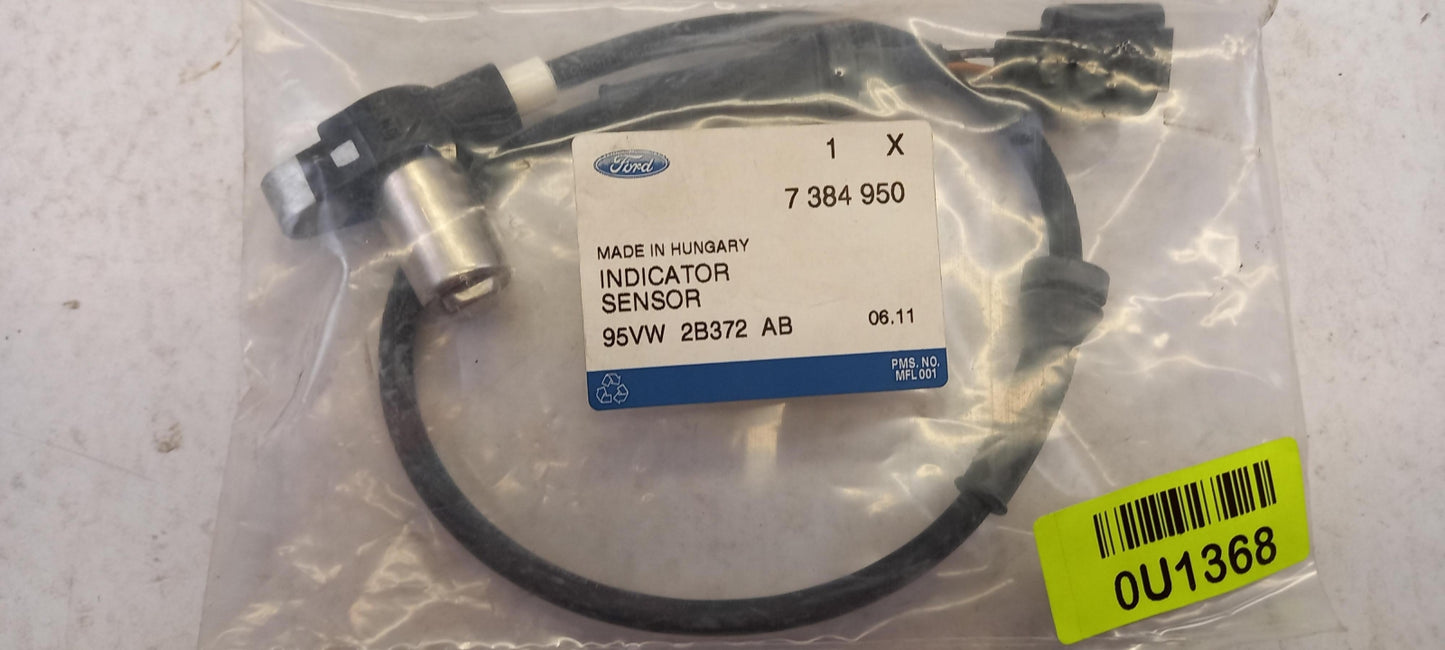 Ford
1 X
7 384 950
MADE IN HUNGARY
INDICATOR
SENSOR
95VW 2B372 AB 06.11
PMS. NO.
MFL 001
0U1368